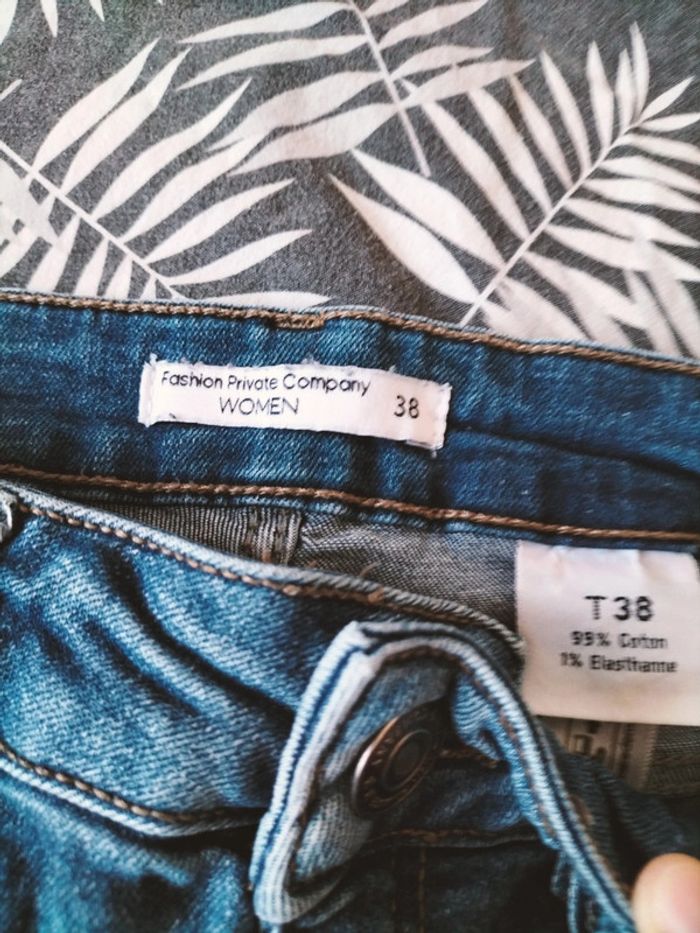 Fashion Private Company
WOMEN 38
T38
99% Coton
1% Elasthanne